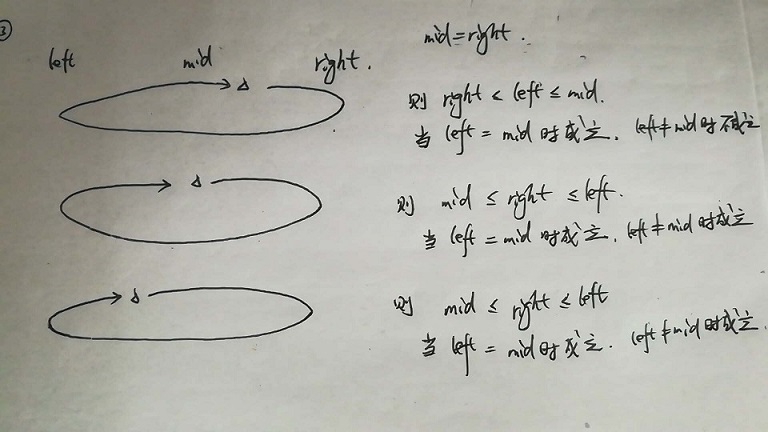 ③
left mid right.
mid=right.
则 right < left ≤ mid.
当 left = mid 时成立. left≠mid 时不成立
则 mid ≤ right ≤ left.
当 left = mid 时成立. left≠mid 时成立
则 mid ≤ right ≤ left
当 left = mid 时成立. left≠mid 时成立.